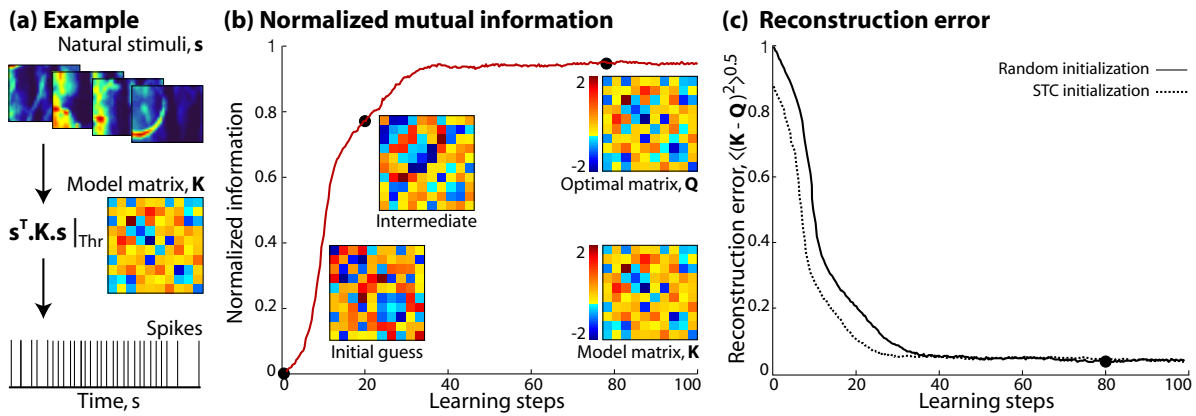 (a) Example
Natural stimuli, s
Model matrix, K
s^T.K.s |Thr
Spikes
Time, s
(b) Normalized mutual information
Normalized information
1
0.8
0.6
0.4
0.2
0
0
20
40
60
80
100
Learning steps
Initial guess
Intermediate
2
-2
Optimal matrix, Q
2
-2
Model matrix, K
(c) Reconstruction error
Reconstruction error, <(K - Q)^2>^0.5
1
0.8
0.6
0.4
0.2
0
0
20
40
60
80
100
Learning steps
Random initialization
STC initialization